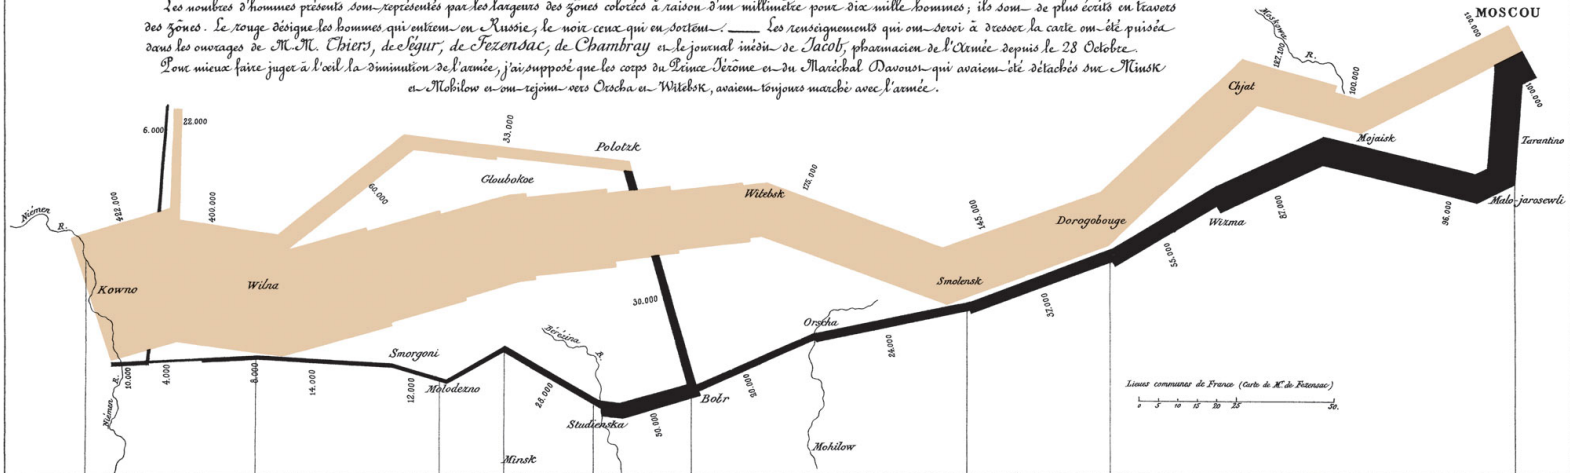 Les nombres d'hommes présents sont représentés par les largeurs des zones colorées à raison d'un millimètre pour dix mille hommes; ils sont de plus écrits en travers
des zônes. Le rouge désigne les hommes qui entrent en Russie, le noir ceux qui en sortent. — Les renseignements qui ont servi à dresser la carte ont été puisés
dans les ouvrages de M.M. Thiers, de Ségur, de Fezensac, de Chambray et le journal inédit de Jacob, pharmacien de l'Armée depuis le 28 Octobre.
Pour mieux faire juger à l'œil la diminution de l'armée, j'ai supposé que les corps du Prince Jérôme et du Maréchal Davoust qui avaient été détachés sur Minsk
et Mohilow et ont rejoint vers Orscha et Witebsk, avaient toujours marché avec l'armée.
MOSCOU
Moskowa R.
100.000
127.100
100.000
100.000
Chjat
Mojaisk
Tarantino
Malo-jarosewli
6.000
22.000
33.000
Polotzk
Gloubokoe
60.000
175.000
Witebsk
Niémen R.
422.000
400.000
145.000
Dorogobouge
Wizma
87.000
96.000
55.000
Kowno
Wilna
Smolensk
37.000
30.000
Bérézina R.
Orscha
24.000
Smorgoni
Molodezno
10.000
4.000
8.000
14.000
12.000
28.000
Studienska
50.000
Bobr
20.000
Niémen R.
Minsk
Mohilow
Lieues communes de France (Carte de M. de Fezensac)
0 5 10 15 20 25 50.